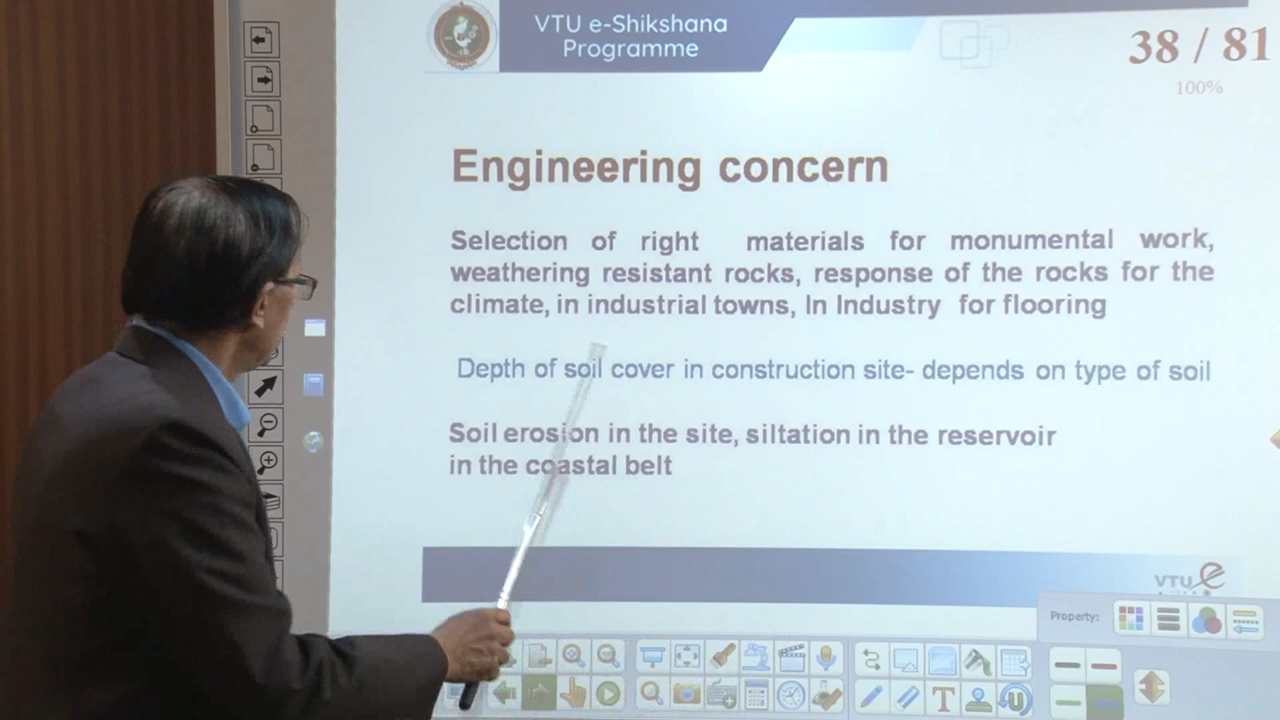 VTU e-Shikshana
Programme
38 / 81
100%
Engineering concern
Selection of right materials for monumental work,
weathering resistant rocks, response of the rocks for the
climate, in industrial towns, In Industry for flooring
Depth of soil cover in construction site- depends on type of soil
Soil erosion in the site, siltation in the reservoir
in the coastal belt
VTU e
Property:
T